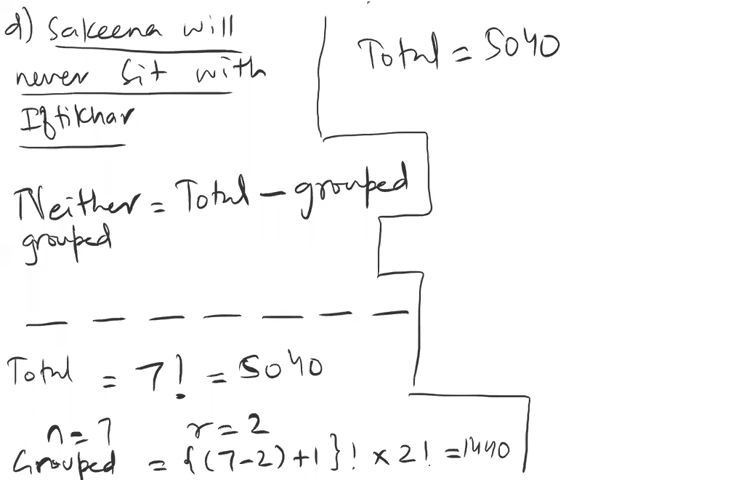 d) Sakeena will
never sit with
Iftikhar
Neither = Total - grouped
grouped
Total = 7! = 5040
n=7 r=2
Grouped = {(7-2)+1}! × 2! = 1440
Total = 5040